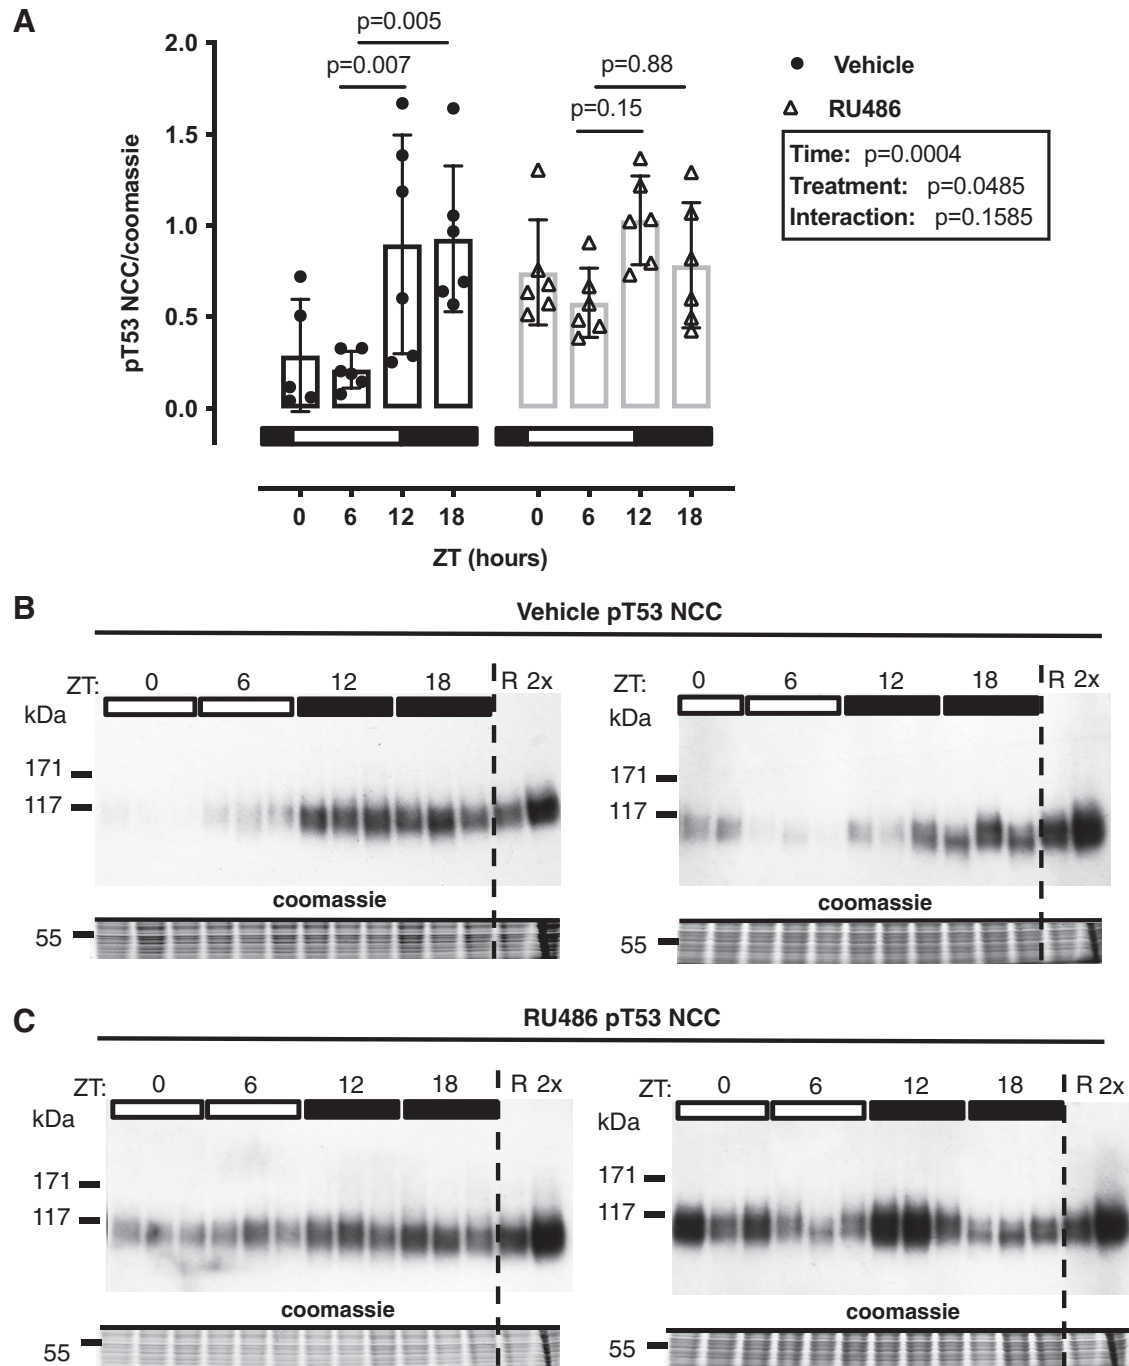 A
p=0.005
2.0
p=0.007
p=0.88
Vehicle
p=0.15
RU486
1.5
Time: p=0.0004
Treatment: p=0.0485
Interaction: p=0.1585
1.0
0.5
0.0
pT53 NCC/coomassie
0 6 12 18 0 6 12 18
ZT (hours)
B
Vehicle pT53 NCC
ZT: 0 6 12 18 R 2x
kDa
171
117
coomassie
55
ZT: 0 6 12 18 R 2x
kDa
171
117
coomassie
55
C
RU486 pT53 NCC
ZT: 0 6 12 18 R 2x
kDa
171
117
coomassie
55
ZT: 0 6 12 18 R 2x
kDa
171
117
coomassie
55